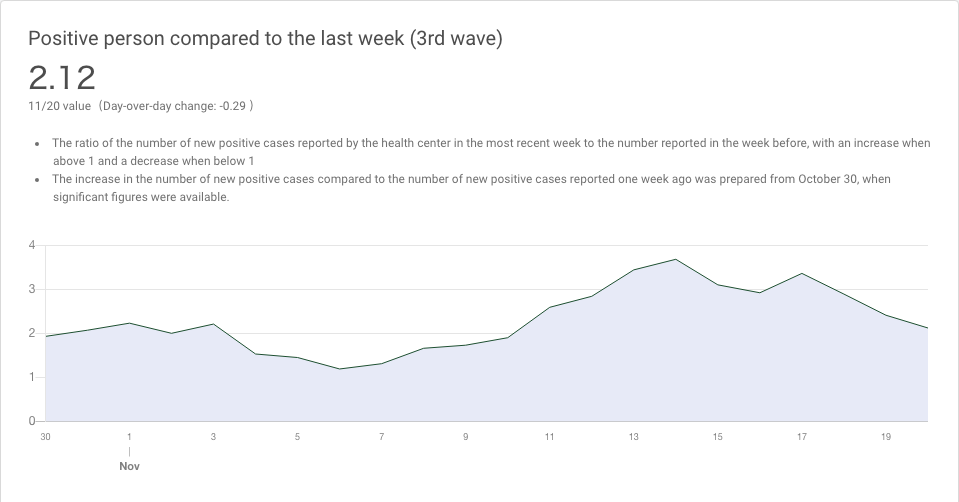 Positive person compared to the last week (3rd wave)
2.12
11/20 value（Day-over-day change: -0.29 ）
• The ratio of the number of new positive cases reported by the health center in the most recent week to the number reported in the week before, with an increase when
above 1 and a decrease when below 1
• The increase in the number of new positive cases compared to the number of new positive cases reported one week ago was prepared from October 30, when
significant figures were available.
4
3
2
1
0
30 1 3 5 7 9 11 13 15 17 19
Nov